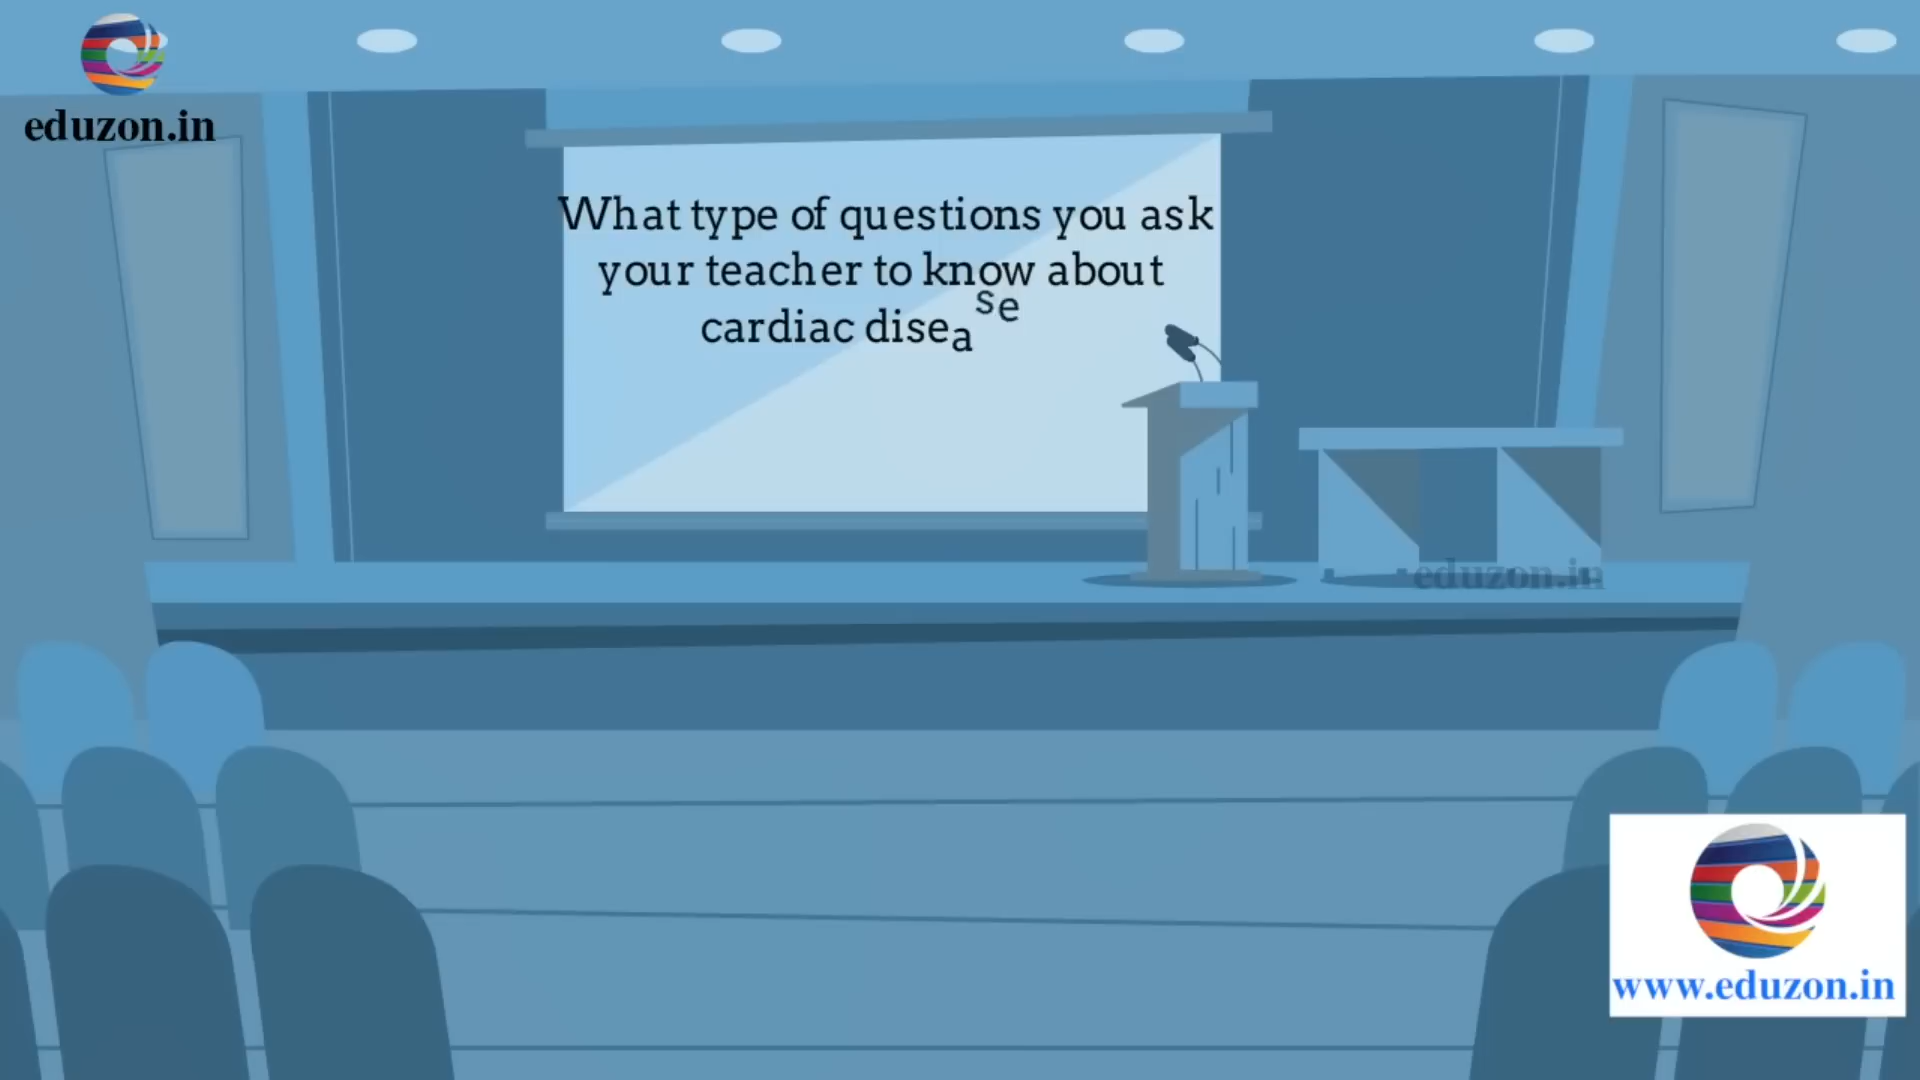 eduzon.in
What type of questions you ask
your teacher to know about
cardiac disease
eduzon.in
www.eduzon.in